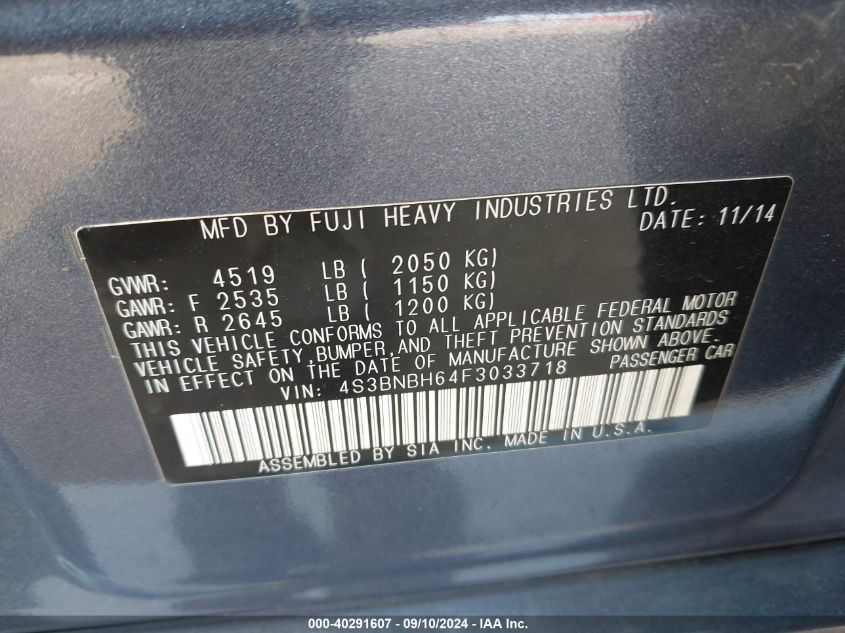 MFD BY FUJI HEAVY INDUSTRIES LTD.
DATE: 11/14
GVWR: 4519 LB ( 2050 KG)
GAWR: F 2535 LB ( 1150 KG)
GAWR: R 2645 LB ( 1200 KG)
THIS VEHICLE CONFORMS TO ALL APPLICABLE FEDERAL MOTOR
VEHICLE SAFETY, BUMPER, AND THEFT PREVENTION STANDARDS
IN EFFECT ON THE DATE OF MANUFACTURE SHOWN ABOVE.
VIN: 4S3BNBH64F3033718 PASSENGER CAR
ASSEMBLED BY SIA INC. MADE IN U.S.A.
000-40291607 - 09/10/2024 - IAA Inc.